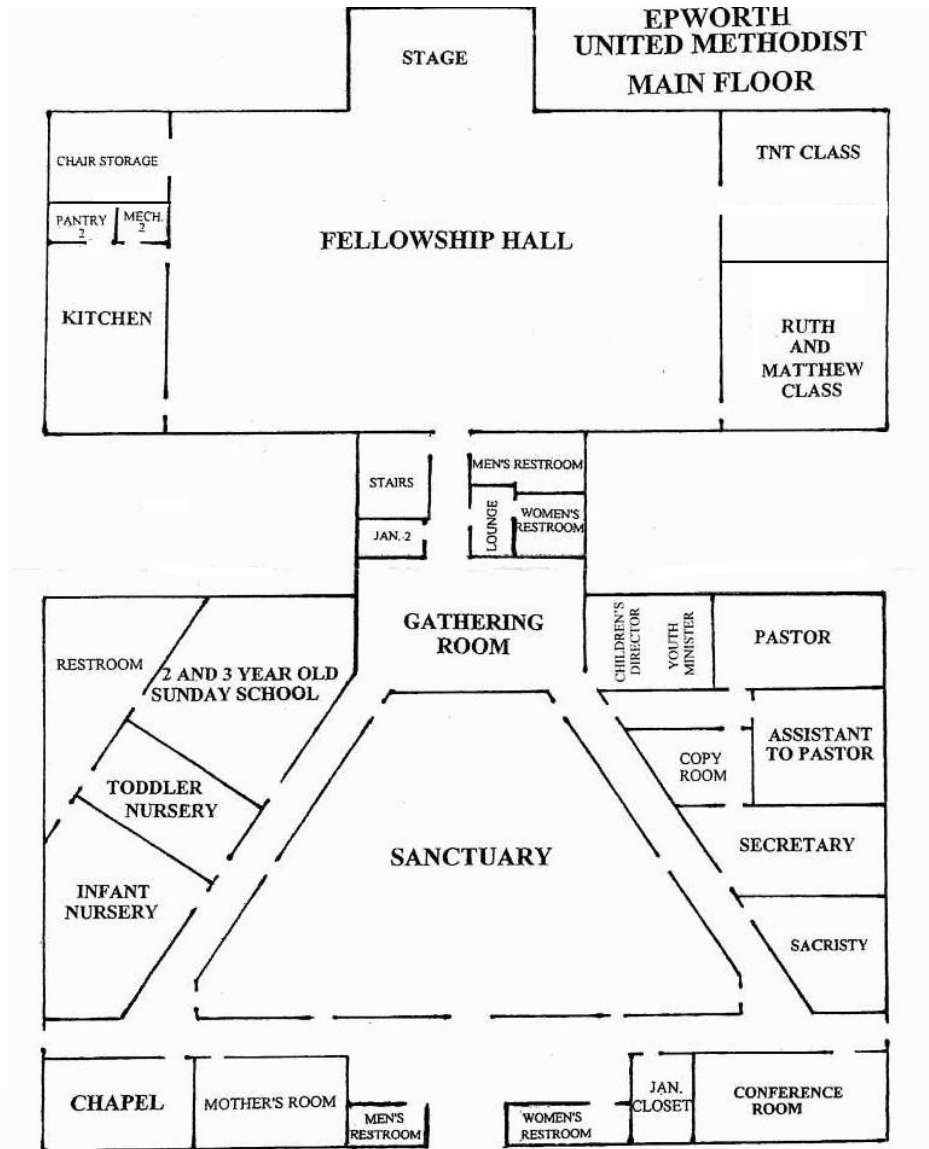 EPWORTH
UNITED METHODIST
MAIN FLOOR
STAGE
CHAIR STORAGE
TNT CLASS
PANTRY
2
MECH.
2
FELLOWSHIP HALL
KITCHEN
RUTH
AND
MATTHEW
CLASS
STAIRS
MEN'S RESTROOM
JAN. 2
LOUNGE
WOMEN'S
RESTROOM
GATHERING
ROOM
CHILDREN'S
DIRECTOR
YOUTH
MINISTER
PASTOR
RESTROOM
2 AND 3 YEAR OLD
SUNDAY SCHOOL
COPY
ROOM
ASSISTANT
TO PASTOR
TODDLER
NURSERY
SANCTUARY
SECRETARY
INFANT
NURSERY
SACRISTY
CHAPEL
MOTHER'S ROOM
MEN'S
RESTROOM
WOMEN'S
RESTROOM
JAN.
CLOSET
CONFERENCE
ROOM